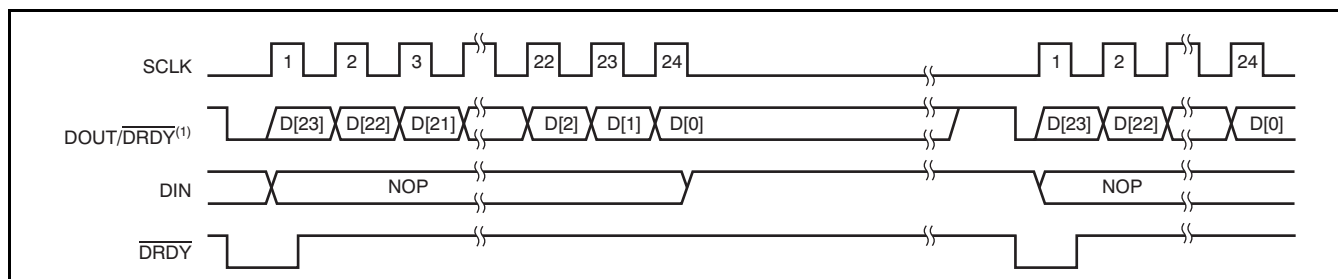 SCLK 1 2 3 22 23 24 1 2 24
DOUT/DRDY(1) D[23] D[22] D[21] D[2] D[1] D[0] D[23] D[22] D[0]
DIN NOP NOP
DRDY